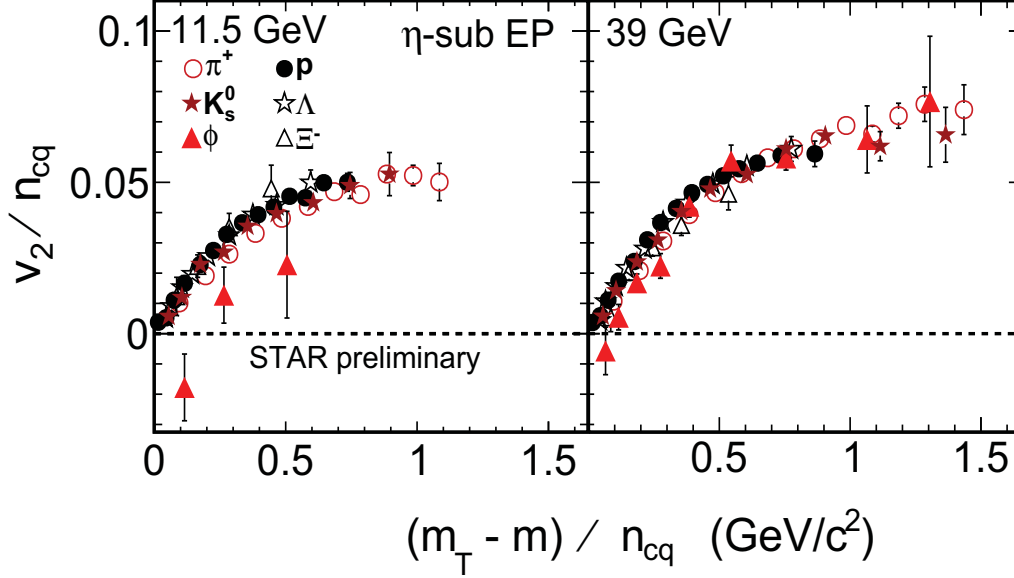 0.1
11.5 GeV
η-sub EP
39 GeV
π+
p
K0s
Λ
ϕ
Ξ-
0.05
0
v2 / ncq
STAR preliminary
0
0.5
1
1.5
0.5
1
1.5
(mT - m) / ncq (GeV/c2)